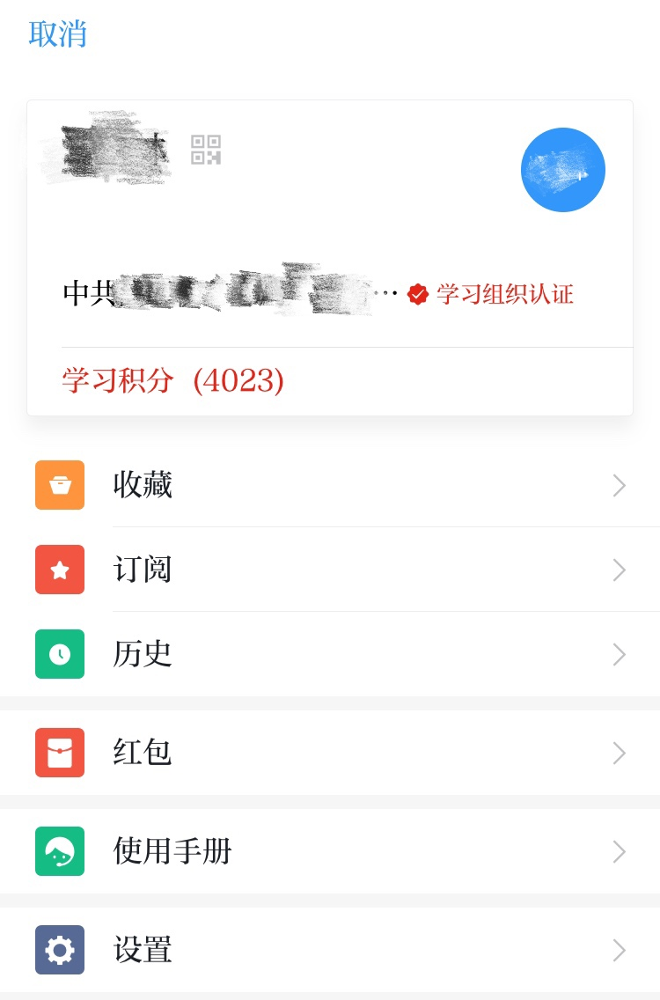 取消
中共… 学习组织认证
学习积分 (4023)
收藏
订阅
历史
红包
使用手册
设置